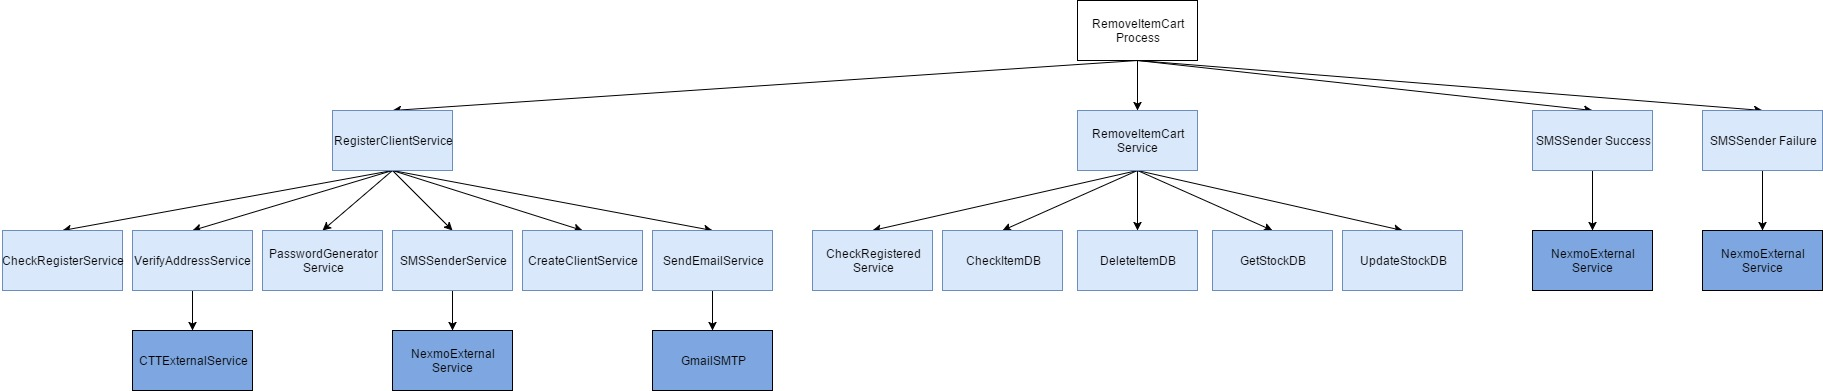 RemoveItemCart
Process
RegisterClientService
RemoveItemCart
Service
SMSSender Success
SMSSender Failure
CheckRegisterService
VerifyAddressService
PasswordGenerator
Service
SMSSenderService
CreateClientService
SendEmailService
CheckRegistered
Service
CheckItemDB
DeleteItemDB
GetStockDB
UpdateStockDB
NexmoExternal
Service
NexmoExternal
Service
CTTExternalService
NexmoExternal
Service
GmailSMTP